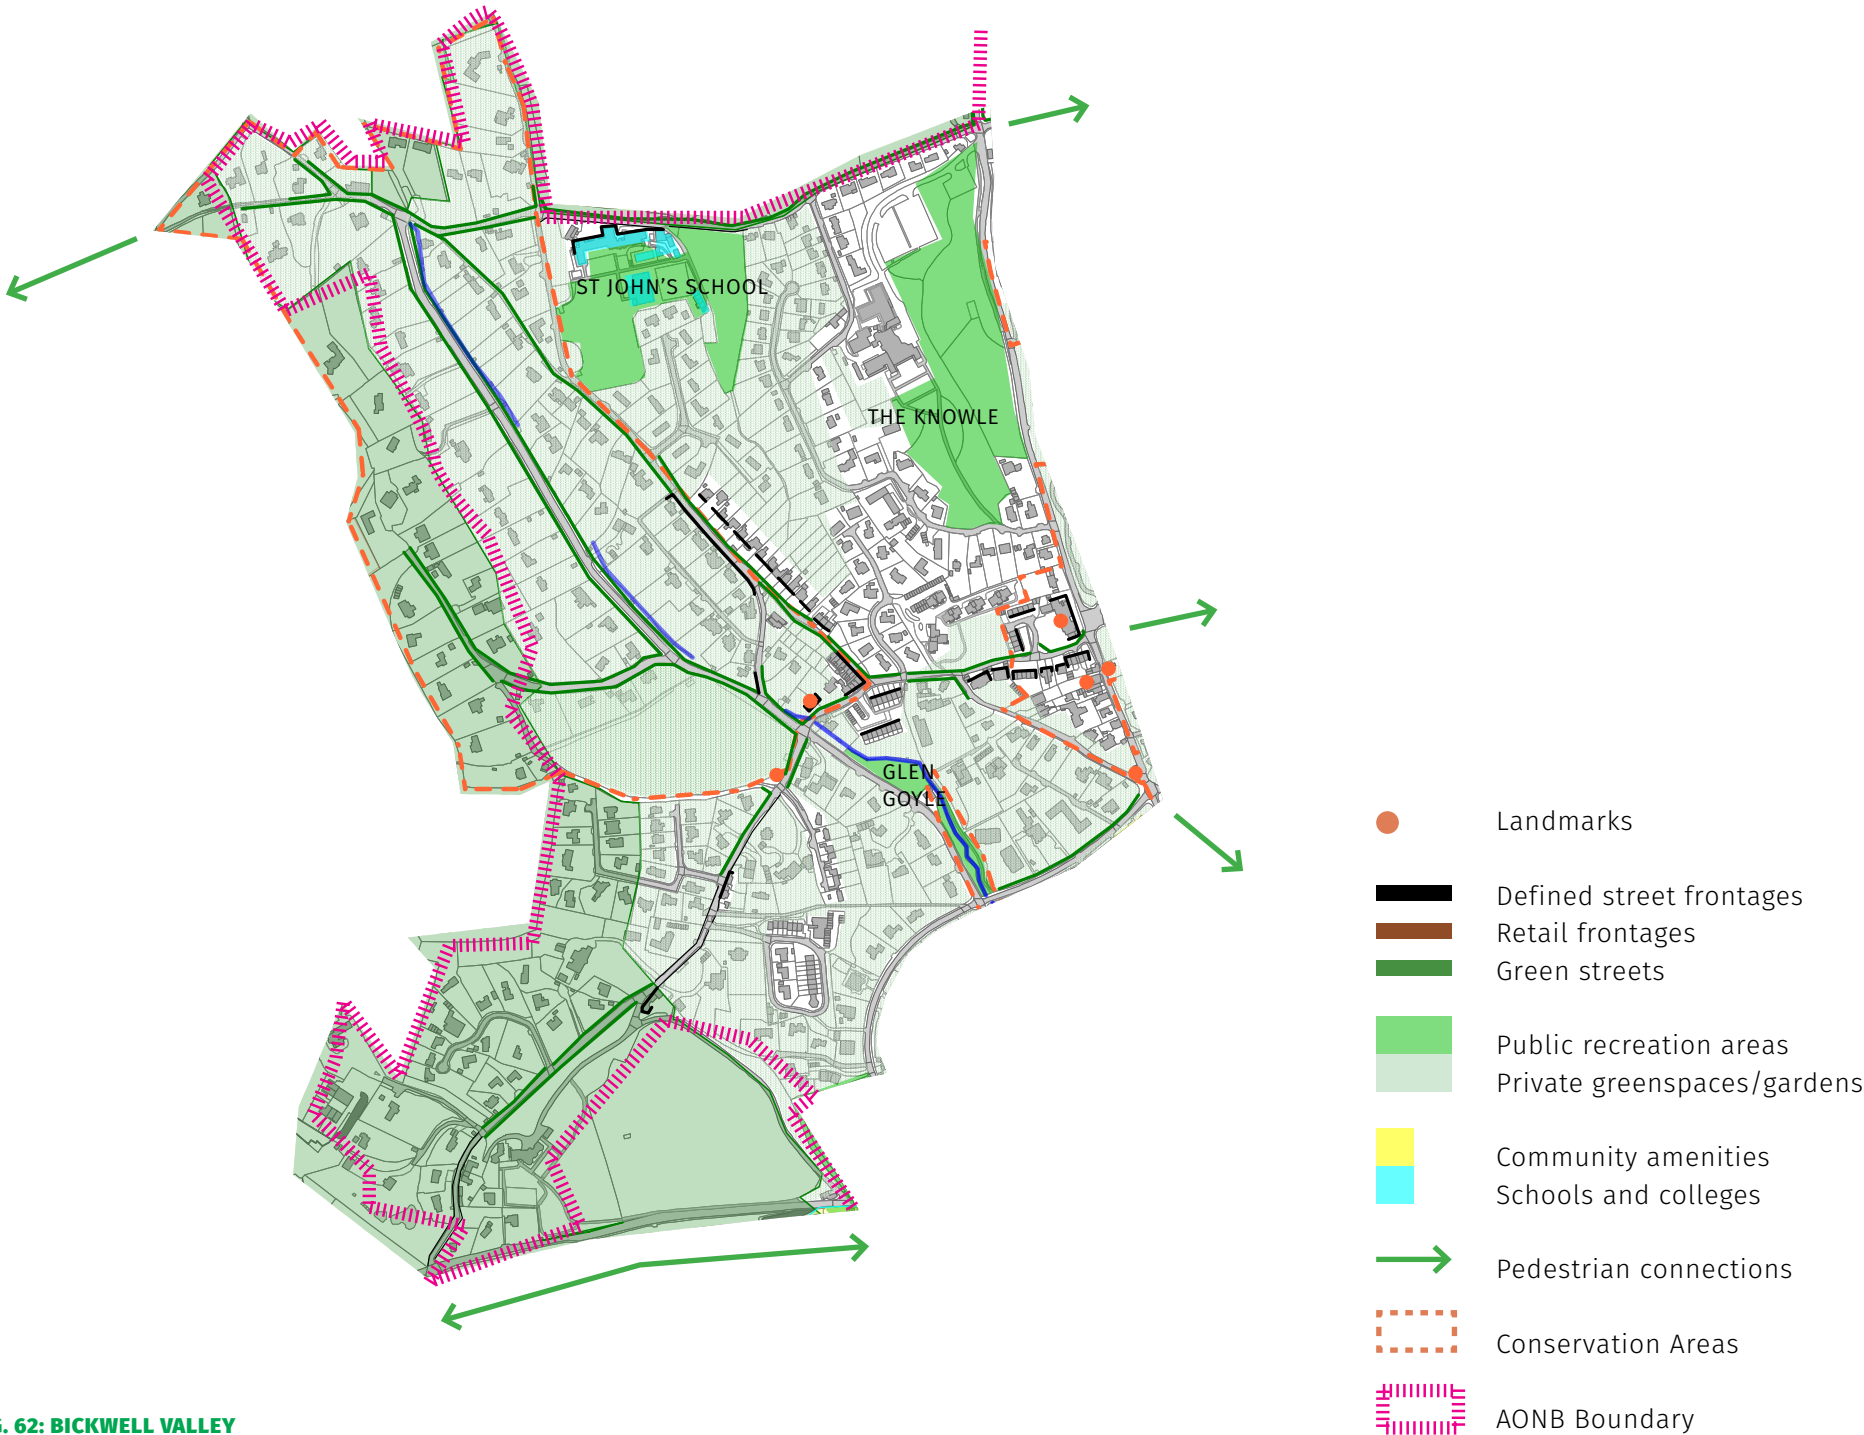 ST JOHN'S SCHOOL
THE KNOWLE
GLEN
GOYLE
Landmarks
Defined street frontages
Retail frontages
Green streets
Public recreation areas
Private greenspaces/gardens
Community amenities
Schools and colleges
Pedestrian connections
Conservation Areas
AONB Boundary
G. 62: BICKWELL VALLEY